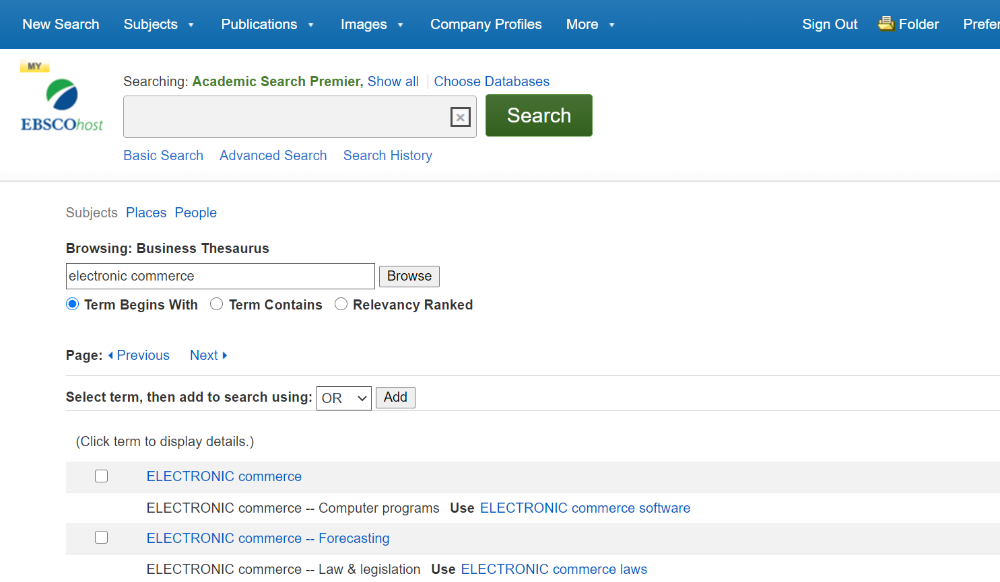 New Search Subjects Publications Images Company Profiles More Sign Out Folder Prefer
MY
EBSCOhost
Searching: Academic Search Premier, Show all Choose Databases
Search
Basic Search Advanced Search Search History
Subjects Places People
Browsing: Business Thesaurus
electronic commerce Browse
Term Begins With Term Contains Relevancy Ranked
Page: Previous Next
Select term, then add to search using: OR Add
(Click term to display details.)
ELECTRONIC commerce
ELECTRONIC commerce -- Computer programs Use ELECTRONIC commerce software
ELECTRONIC commerce -- Forecasting
ELECTRONIC commerce -- Law & legislation Use ELECTRONIC commerce laws